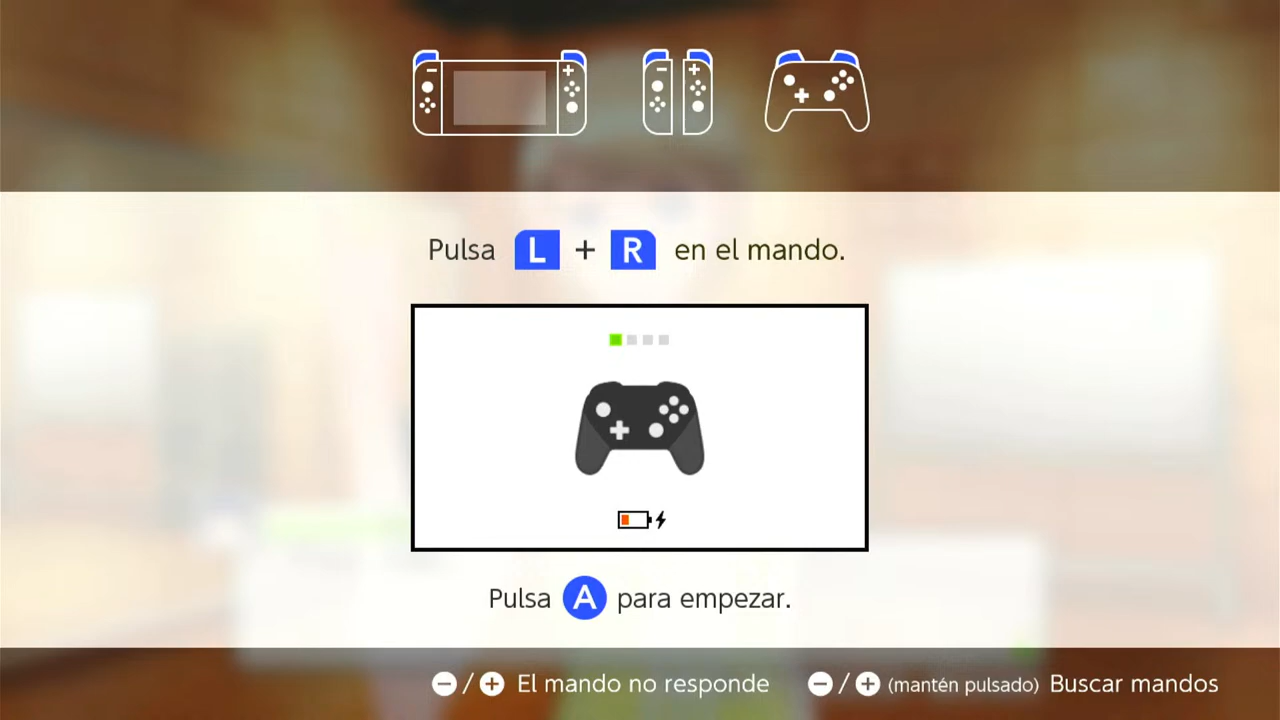 Pulsa L + R en el mando.
Pulsa A para empezar.
−/+ El mando no responde −/+ (mantén pulsado) Buscar mandos